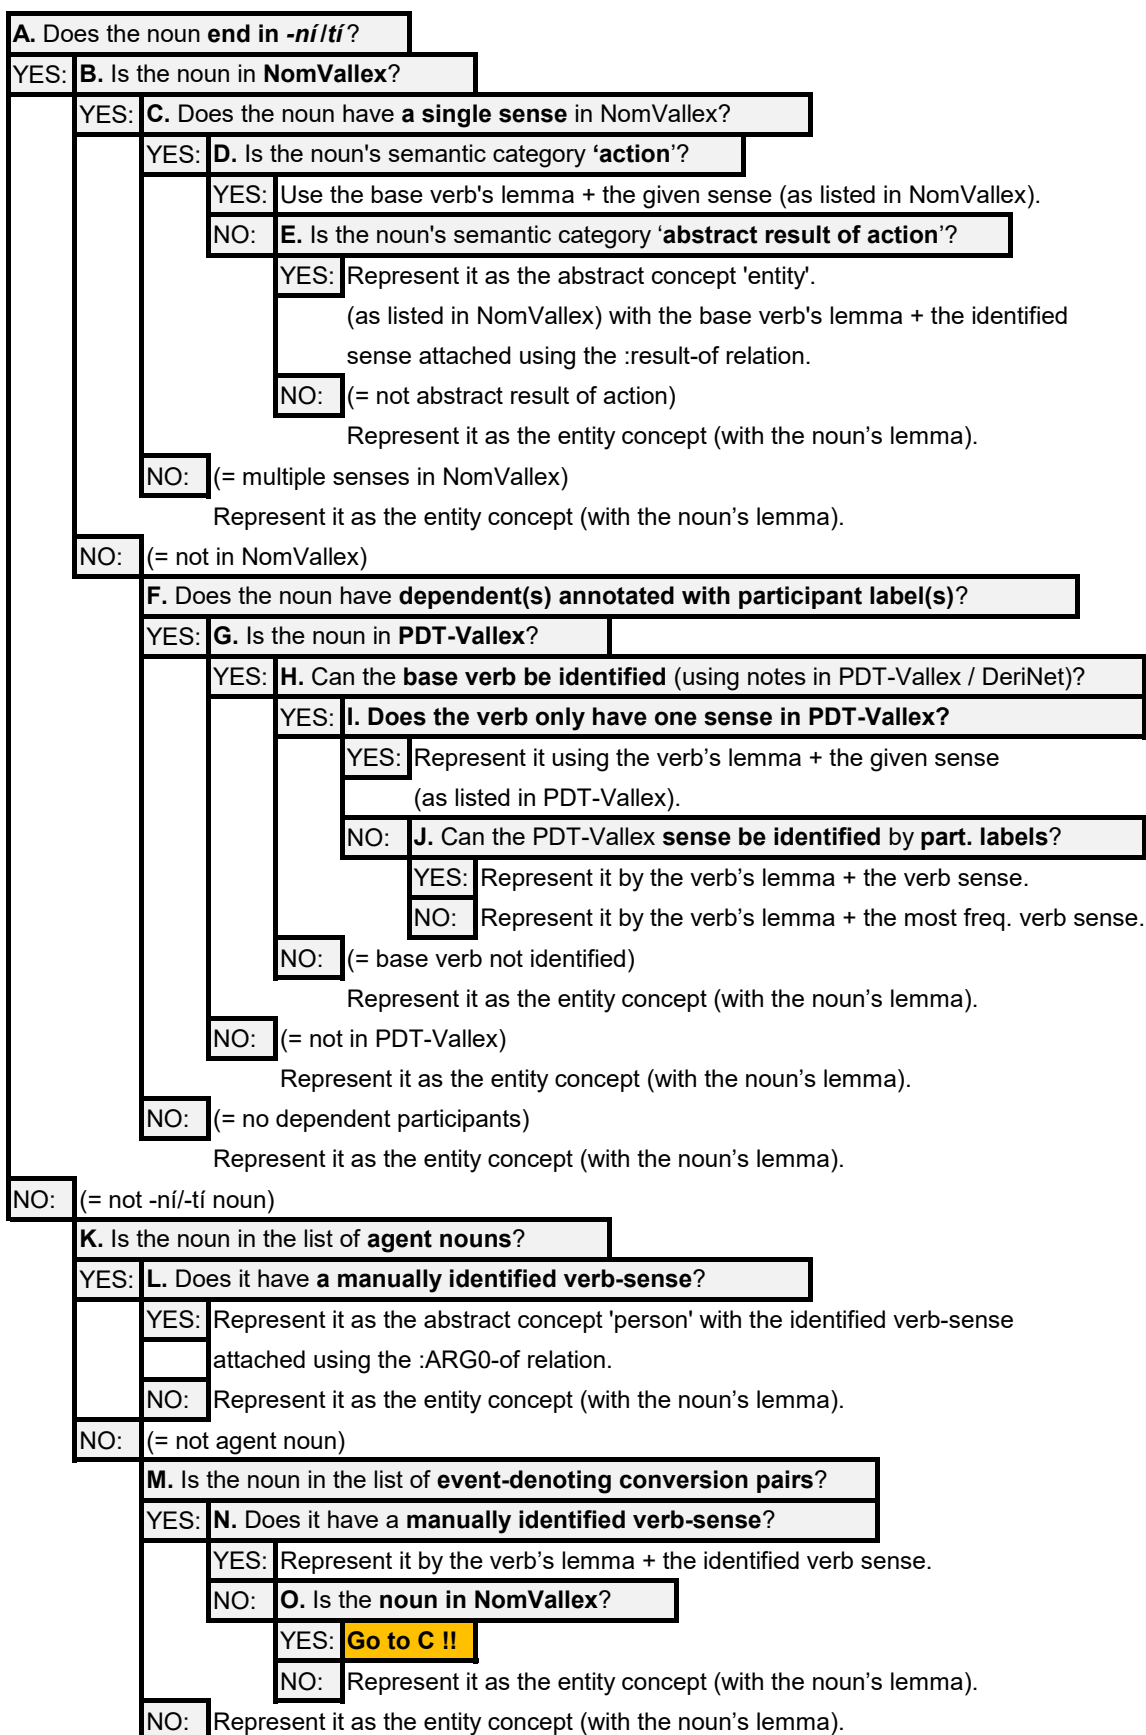 A. Does the noun end in -ní/tí?
YES: B. Is the noun in NomVallex?
YES: C. Does the noun have a single sense in NomVallex?
YES: D. Is the noun's semantic category ‘action’?
YES: Use the base verb's lemma + the given sense (as listed in NomVallex).
NO: E. Is the noun's semantic category ‘abstract result of action’?
YES: Represent it as the abstract concept 'entity'.
(as listed in NomVallex) with the base verb's lemma + the identified
sense attached using the :result-of relation.
NO: (= not abstract result of action)
Represent it as the entity concept (with the noun’s lemma).
NO: (= multiple senses in NomVallex)
Represent it as the entity concept (with the noun’s lemma).
NO: (= not in NomVallex)
F. Does the noun have dependent(s) annotated with participant label(s)?
YES: G. Is the noun in PDT-Vallex?
YES: H. Can the base verb be identified (using notes in PDT-Vallex / DeriNet)?
YES: I. Does the verb only have one sense in PDT-Vallex?
YES: Represent it using the verb’s lemma + the given sense
(as listed in PDT-Vallex).
NO: J. Can the PDT-Vallex sense be identified by part. labels?
YES: Represent it by the verb’s lemma + the verb sense.
NO: Represent it by the verb’s lemma + the most freq. verb sense.
NO: (= base verb not identified)
Represent it as the entity concept (with the noun’s lemma).
NO: (= not in PDT-Vallex)
Represent it as the entity concept (with the noun’s lemma).
NO: (= no dependent participants)
Represent it as the entity concept (with the noun’s lemma).
NO: (= not -ní/-tí noun)
K. Is the noun in the list of agent nouns?
YES: L. Does it have a manually identified verb-sense?
YES: Represent it as the abstract concept 'person' with the identified verb-sense
attached using the :ARG0-of relation.
NO: Represent it as the entity concept (with the noun’s lemma).
NO: (= not agent noun)
M. Is the noun in the list of event-denoting conversion pairs?
YES: N. Does it have a manually identified verb-sense?
YES: Represent it by the verb’s lemma + the identified verb sense.
NO: O. Is the noun in NomVallex?
YES: Go to C !!
NO: Represent it as the entity concept (with the noun’s lemma).
NO: Represent it as the entity concept (with the noun’s lemma).